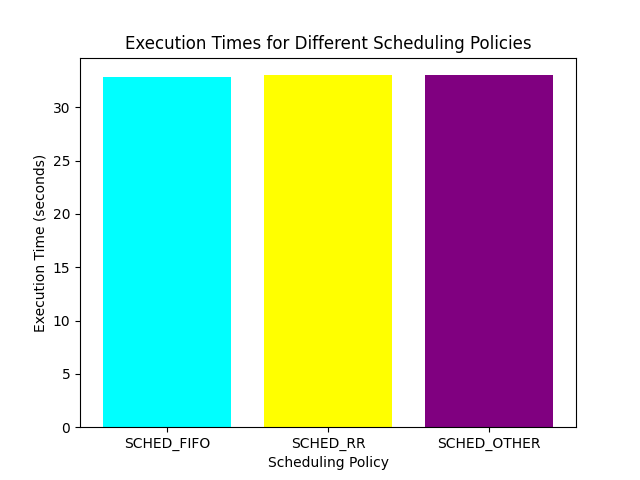 Execution Times for Different Scheduling Policies
Execution Time (seconds)
30
25
20
15
10
5
0
SCHED_FIFO SCHED_RR SCHED_OTHER
Scheduling Policy